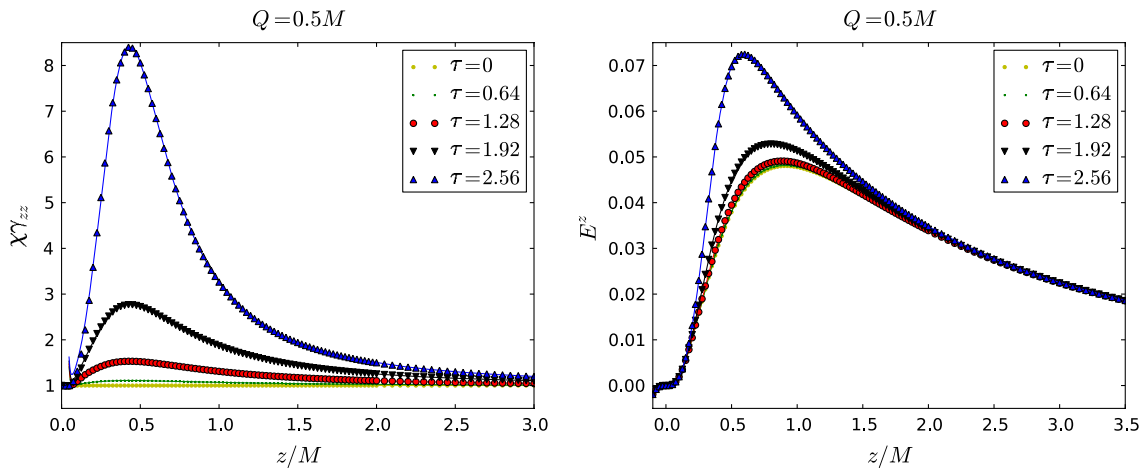 Q = 0.5M
χγzz
8
7
6
5
4
3
2
1
0.0 0.5 1.0 1.5 2.0 2.5 3.0
z/M
τ = 0
τ = 0.64
τ = 1.28
τ = 1.92
τ = 2.56
Q = 0.5M
E^z
0.07
0.06
0.05
0.04
0.03
0.02
0.01
0.00
0.0 0.5 1.0 1.5 2.0 2.5 3.0 3.5
z/M
τ = 0
τ = 0.64
τ = 1.28
τ = 1.92
τ = 2.56